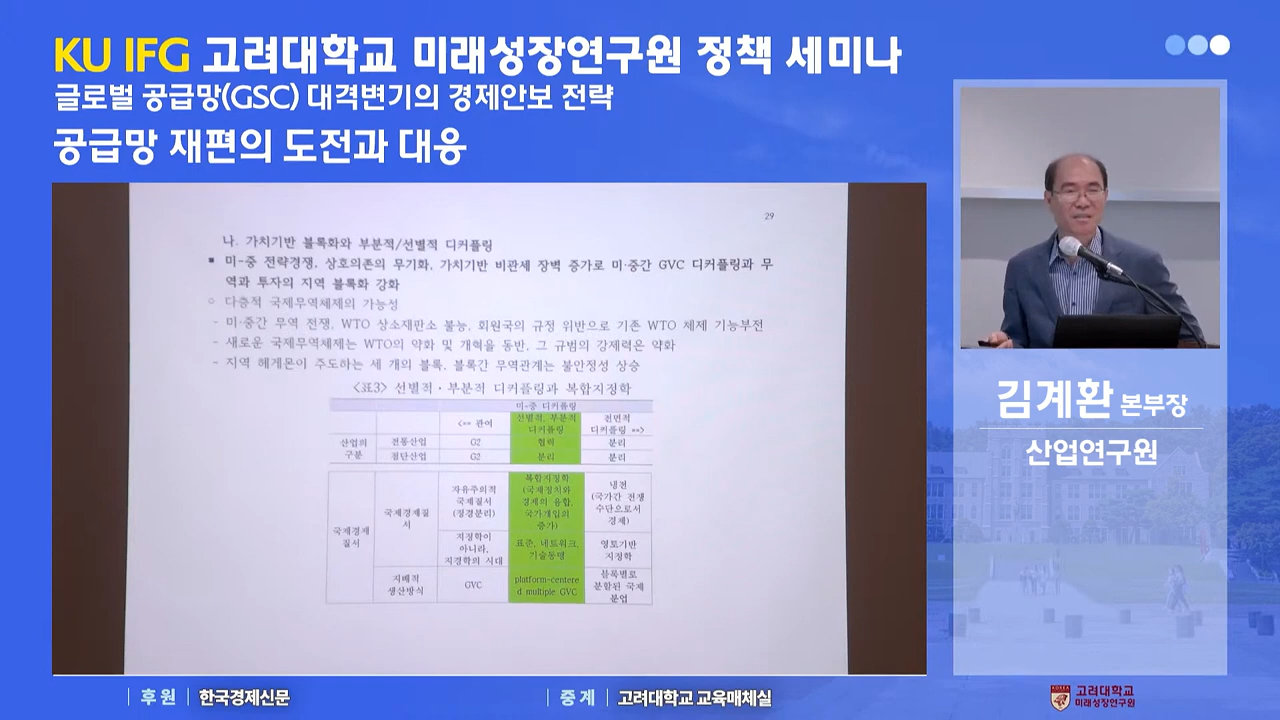 KU IFG 고려대학교 미래성장연구원 정책 세미나
글로벌 공급망(GSC) 대격변기의 경제안보 전략
공급망 재편의 도전과 대응
29
나. 가치기반 블록화와 부분적/선별적 디커플링
▪ 미-중 전략경쟁, 상호의존의 무기화, 가치기반 비관세 장벽 증가로 미·중간 GVC 디커플링과 무
역과 투자의 지역 블록화 강화
○ 다층적 국제무역체제의 가능성
- 미·중간 무역 전쟁, WTO 상소재판소 불능, 회원국의 규정 위반으로 기존 WTO 체제 기능부전
- 새로운 국제무역체제는 WTO의 약화 및 개혁을 동반, 그 규범의 강제력은 약화
- 지역 헤게몬이 주도하는 세 개의 블록, 블록간 무역관계는 불안정성 상승
<표3> 선별적·부분적 디커플링과 복합지정학
미-중 디커플링
<== 관여
선별적, 부분적
디커플링
전면적
디커플링 ==>
산업의
구분
전통산업
G2
협력
분리
첨단산업
G2
분리
분리
국제경제
질서
국제경제질
서
자유주의적
국제질서
(정경분리)
복합지정학
(국제정치와
경제의 융합,
국가개입의
증가)
냉전
(국가간 전쟁
수단으로서
경제)
지정학이
아니라,
지경학의 시대
표준, 네트워크,
기술동맹
영토기반
지정학
지배적
생산방식
GVC
platform-centere
d multiple GVC
블록별로
분할된 국제
분업
김계환 본부장
산업연구원
후원 한국경제신문
중계 고려대학교 교육매체실
고려대학교
미래성장연구원